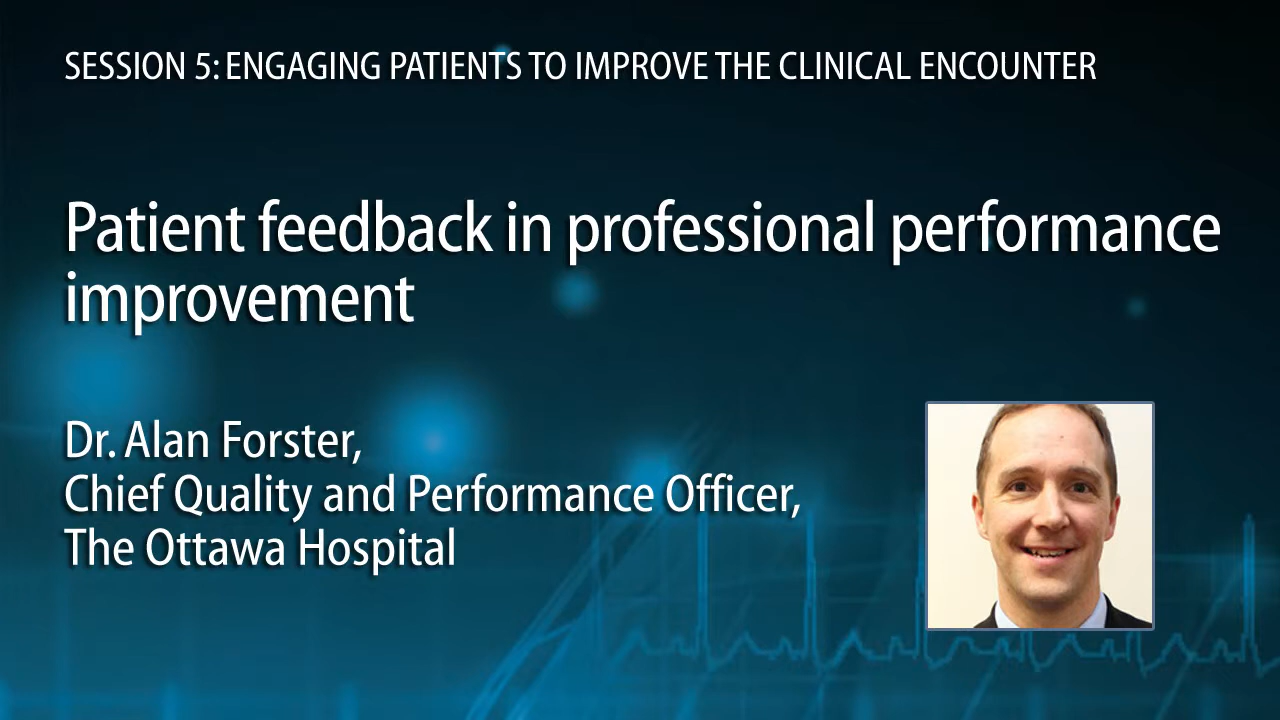 SESSION 5: ENGAGING PATIENTS TO IMPROVE THE CLINICAL ENCOUNTER
Patient feedback in professional performance
improvement
Dr. Alan Forster,
Chief Quality and Performance Officer,
The Ottawa Hospital